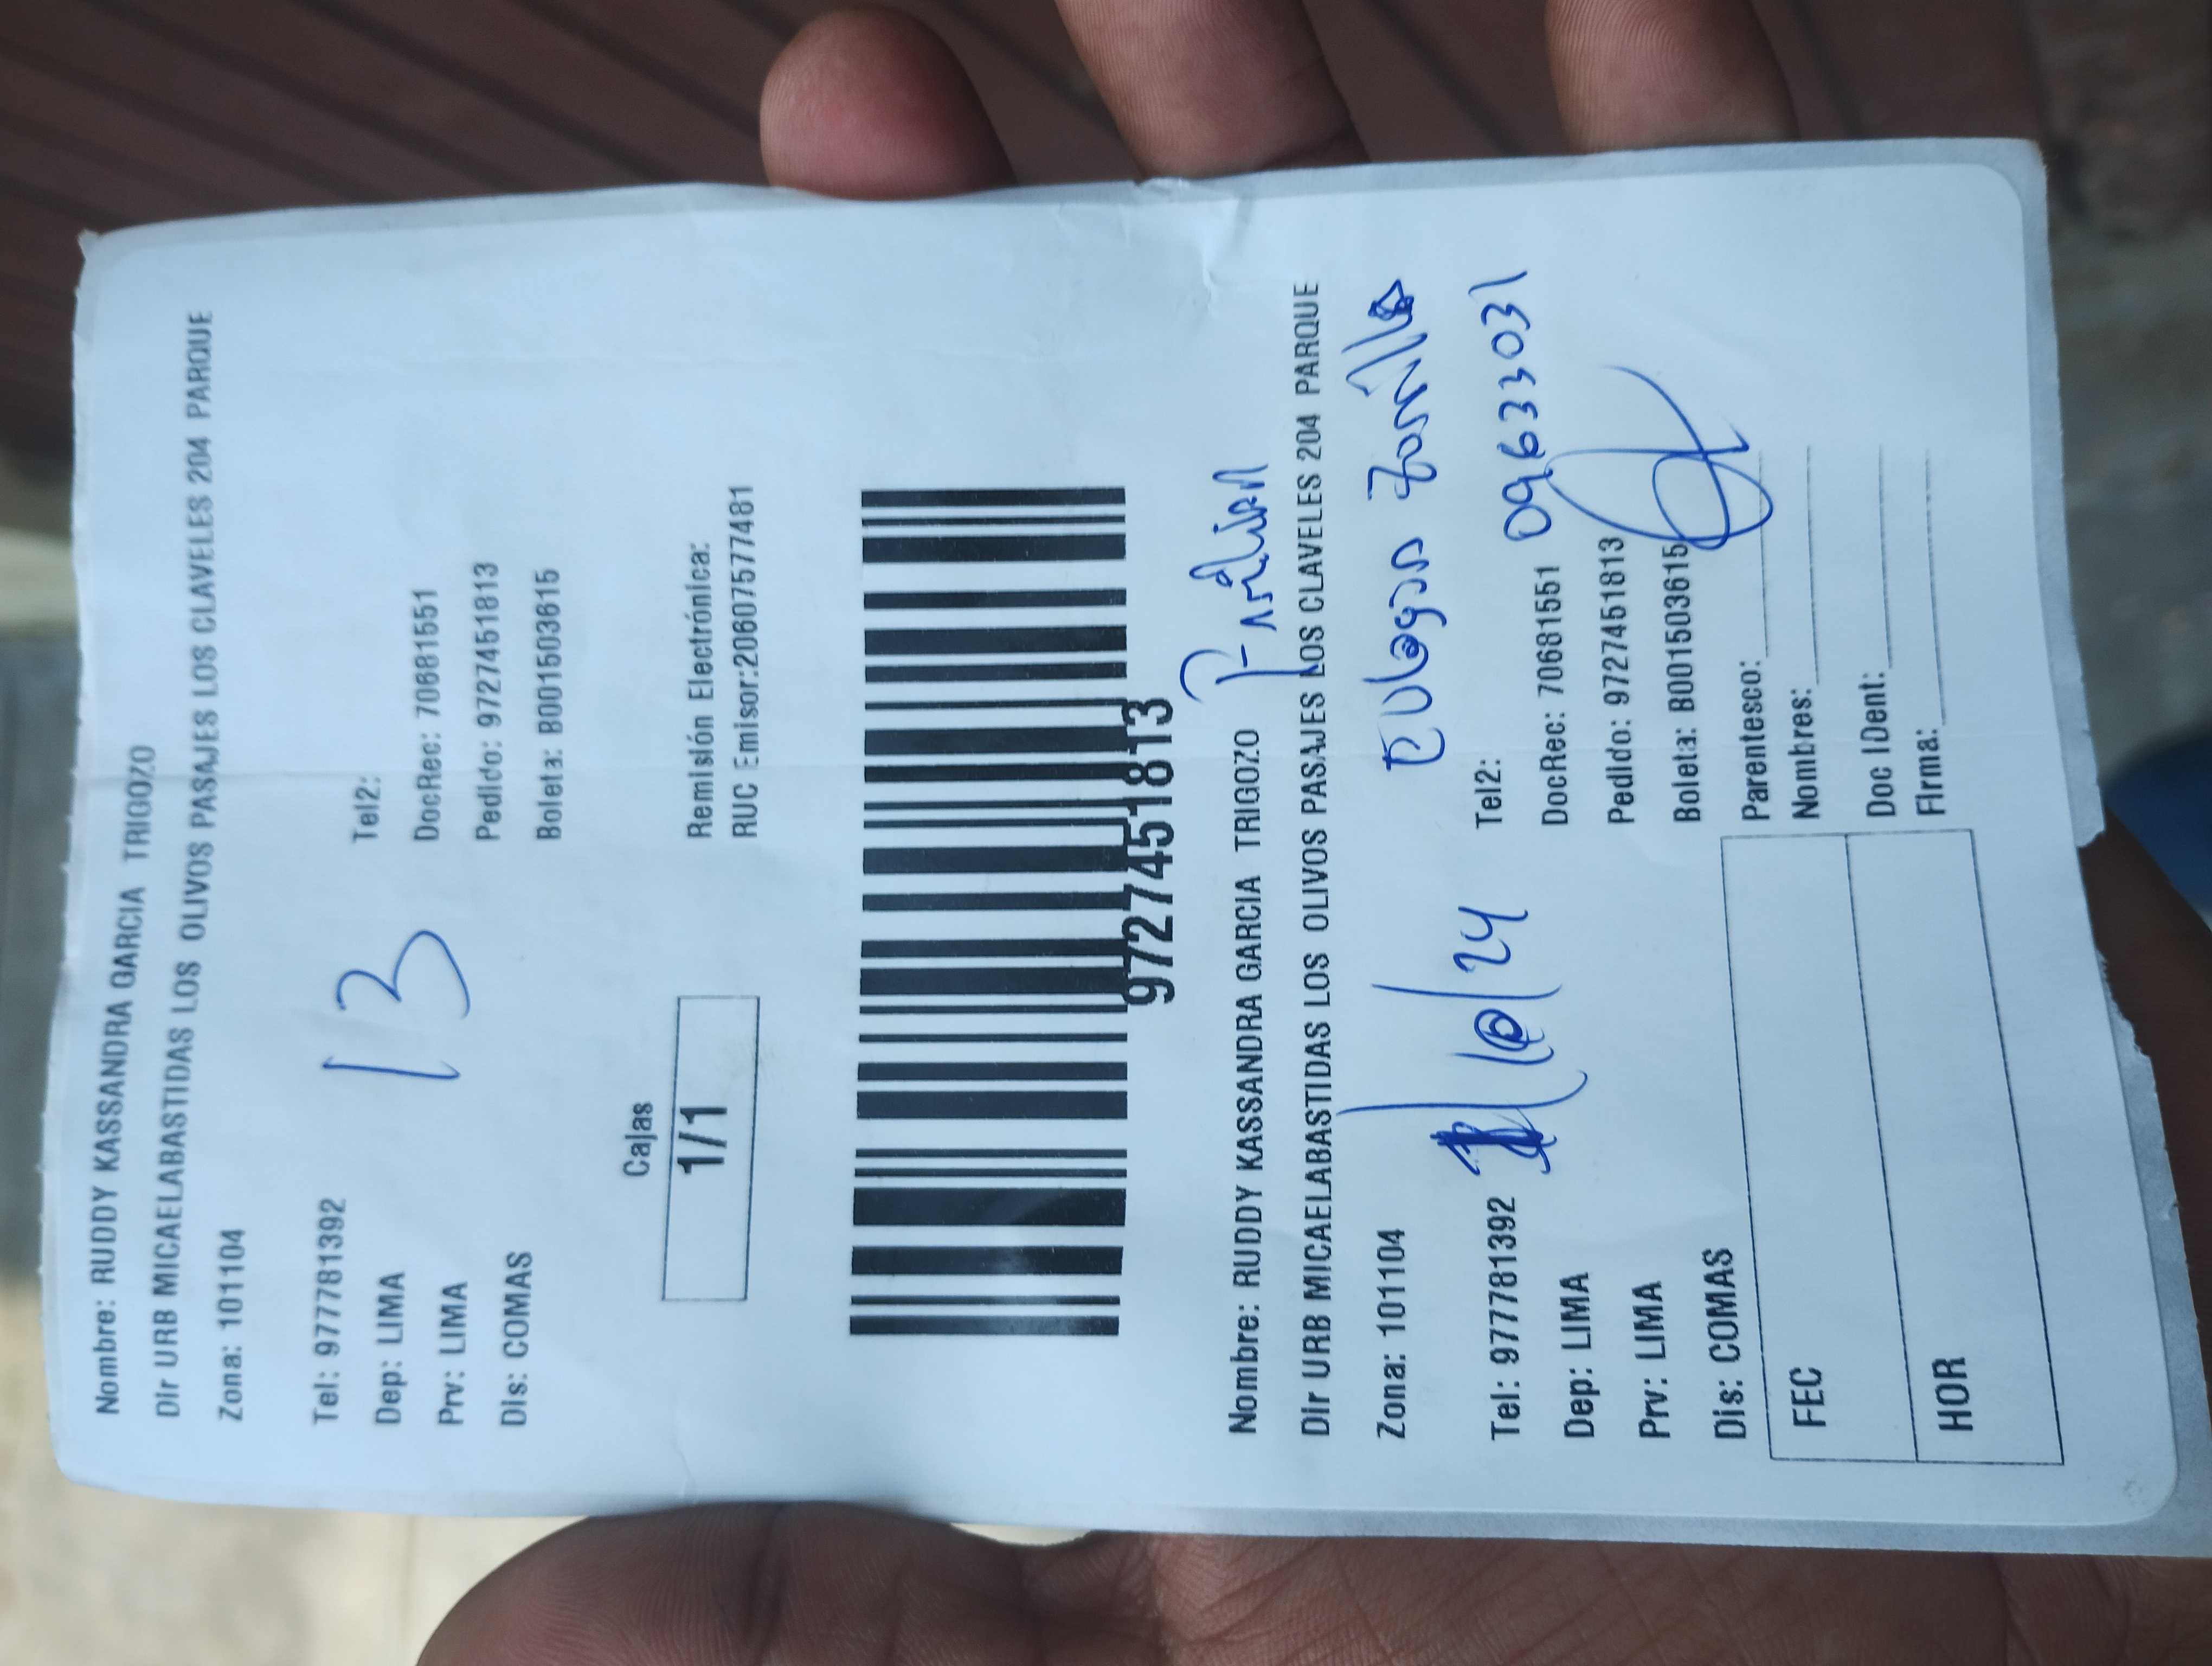 Nombre: RUDDY KASSANDRA GARCIA TRIGOZO
Dir URB MICAELABASTIDAS LOS OLIVOS PASAJES LOS CLAVELES 204 PARQUE
Zona: 101104
13
Tel: 977781392 Tel2:
Dep: LIMA DocRec: 70681551
Prv: LIMA Pedido: 9727451813
Dis: COMAS Boleta: B001503615
Cajas
1/1
Remisión Electrónica:
RUC Emisor:20607577481
9727451813
Nombre: RUDDY KASSANDRA GARCIA TRIGOZO
Dir URB MICAELABASTIDAS LOS OLIVOS PASAJES LOS CLAVELES 204 PARQUE
Zona: 101104
/10/24
Tel: 977781392 Tel2:
09633031
Dep: LIMA DocRec: 70681551
Prv: LIMA Pedido: 9727451813
Dis: COMAS Boleta: B001503615
FEC
HOR
Parentesco:
Nombres:
Doc IDent:
Firma: